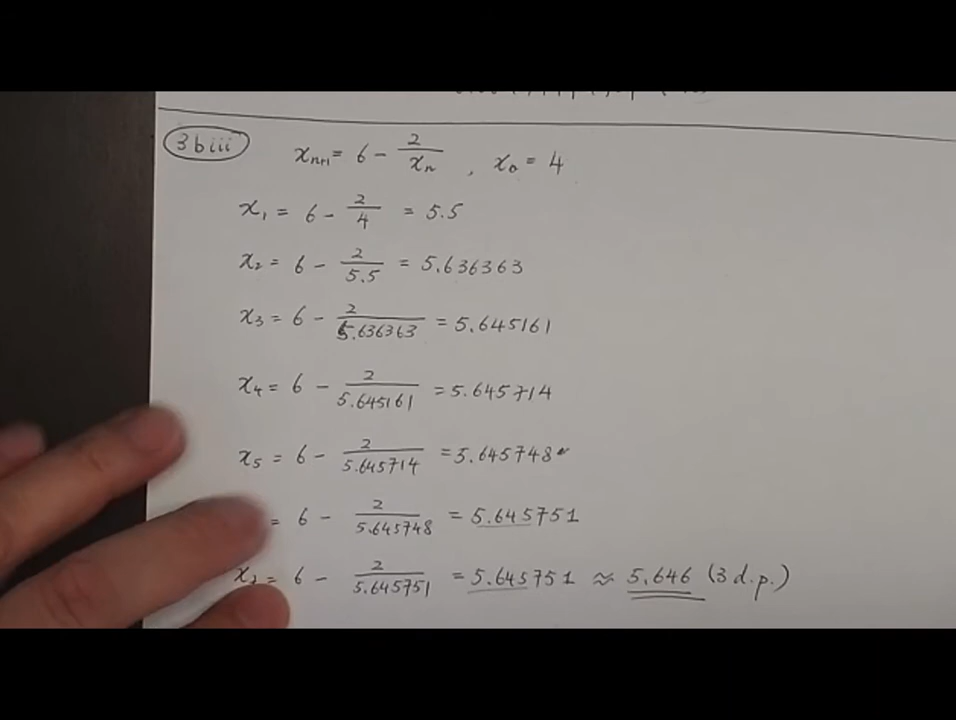 3biii xₙ₊₁ = 6 - 2/xₙ , x₀ = 4
x₁ = 6 - 2/4 = 5.5
x₂ = 6 - 2/5.5 = 5.636363
x₃ = 6 - 2/5.636363 = 5.645161
x₄ = 6 - 2/5.645161 = 5.645714
x₅ = 6 - 2/5.645714 = 5.645748
= 6 - 2/5.645748 = 5.645751
x₇ = 6 - 2/5.645751 = 5.645751 ≈ 5.646 (3 d.p.)